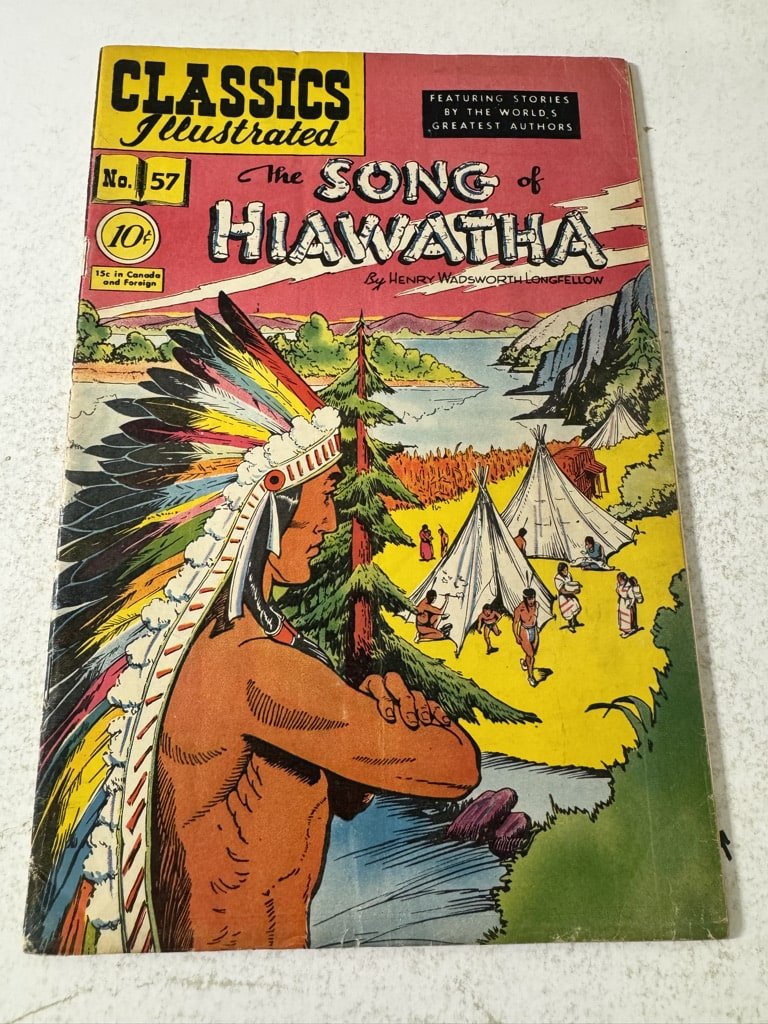 CLASSICS
Illustrated
FEATURING STORIES
BY THE WORLD'S
GREATEST AUTHORS
No. 57
The SONG of
HIAWATHA
10¢
By HENRY WADSWORTH LONGFELLOW
15c in Canada
and Foreign